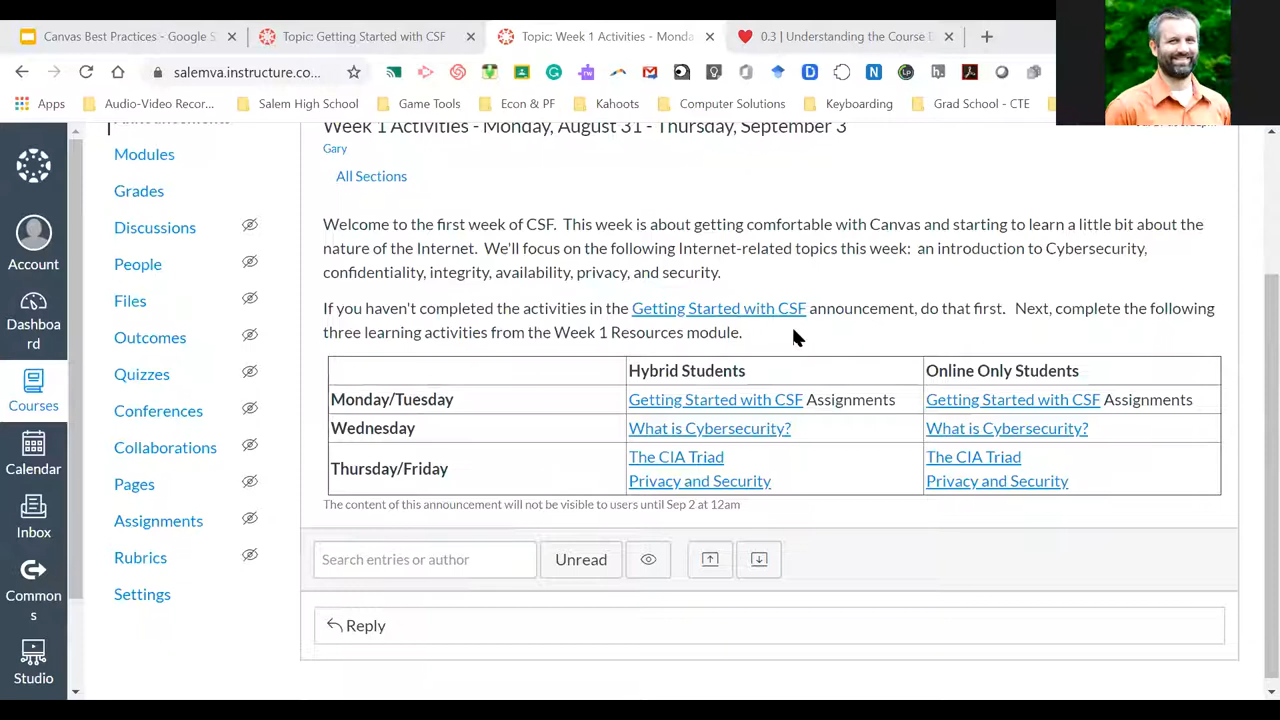 Canvas Best Practices - Google S
Topic: Getting Started with CSF
Topic: Week 1 Activities - Monda
0.3 | Understanding the Course D
salemva.instructure.co...
Apps
Audio-Video Recor...
Salem High School
Game Tools
Econ & PF
Kahoots
Computer Solutions
Keyboarding
Grad School - CTE
Account
Dashboa
rd
Courses
Calendar
Inbox
Common
s
Studio
Modules
Grades
Discussions
People
Files
Outcomes
Quizzes
Conferences
Collaborations
Pages
Assignments
Rubrics
Settings
Week 1 Activities - Monday, August 31 - Thursday, September 3
Gary
All Sections
Welcome to the first week of CSF. This week is about getting comfortable with Canvas and starting to learn a little bit about the
nature of the Internet. We'll focus on the following Internet-related topics this week: an introduction to Cybersecurity,
confidentiality, integrity, availability, privacy, and security.
If you haven't completed the activities in the Getting Started with CSF announcement, do that first. Next, complete the following
three learning activities from the Week 1 Resources module.
Hybrid Students Online Only Students
Monday/Tuesday Getting Started with CSF Assignments Getting Started with CSF Assignments
Wednesday What is Cybersecurity? What is Cybersecurity?
Thursday/Friday The CIA Triad The CIA Triad
Privacy and Security Privacy and Security
The content of this announcement will not be visible to users until Sep 2 at 12am
Search entries or author
Unread
Reply